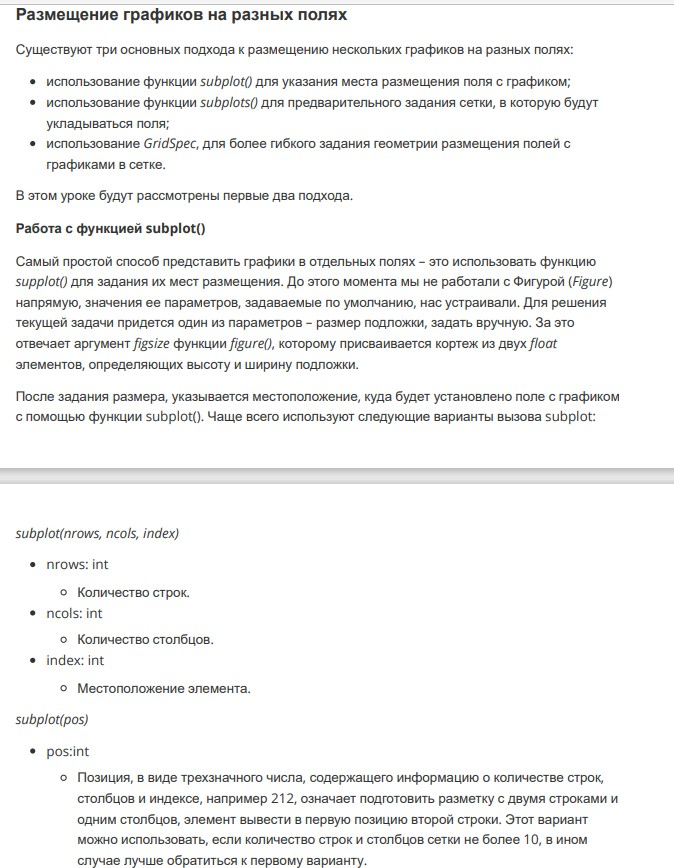 Размещение графиков на разных полях
Существуют три основных подхода к размещению нескольких графиков на разных полях:
• использование функции subplot() для указания места размещения поля с графиком;
• использование функции subplots() для предварительного задания сетки, в которую будут
укладываться поля;
• использование GridSpec, для более гибкого задания геометрии размещения полей с
графиками в сетке.
В этом уроке будут рассмотрены первые два подхода.
Работа с функцией subplot()
Самый простой способ представить графики в отдельных полях – это использовать функцию
supplot() для задания их мест размещения. До этого момента мы не работали с Фигурой (Figure)
напрямую, значения ее параметров, задаваемые по умолчанию, нас устраивали. Для решения
текущей задачи придется один из параметров – размер подложки, задать вручную. За это
отвечает аргумент figsize функции figure(), которому присваивается кортеж из двух float
элементов, определяющих высоту и ширину подложки.
После задания размера, указывается местоположение, куда будет установлено поле с графиком
с помощью функции subplot(). Чаще всего используют следующие варианты вызова subplot:
subplot(nrows, ncols, index)
• nrows: int
○ Количество строк.
• ncols: int
○ Количество столбцов.
• index: int
○ Местоположение элемента.
subplot(pos)
• pos:int
○ Позиция, в виде трехзначного числа, содержащего информацию о количестве строк,
столбцов и индексе, например 212, означает подготовить разметку с двумя строками и
одним столбцов, элемент вывести в первую позицию второй строки. Этот вариант
можно использовать, если количество строк и столбцов сетки не более 10, в ином
случае лучше обратиться к первому варианту.